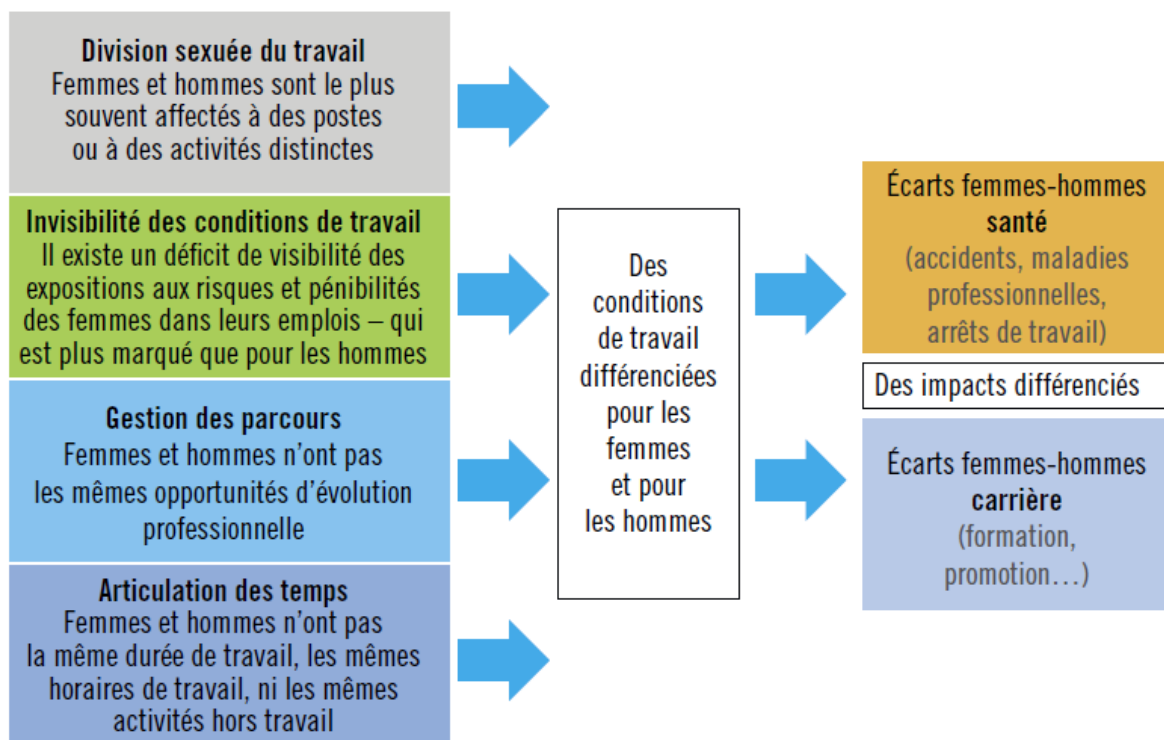 Division sexuée du travail
Femmes et hommes sont le plus
souvent affectés à des postes
ou à des activités distinctes
Invisibilité des conditions de travail
Il existe un déficit de visibilité des
expositions aux risques et pénibilités
des femmes dans leurs emplois – qui
est plus marqué que pour les hommes
Gestion des parcours
Femmes et hommes n’ont pas
les mêmes opportunités d’évolution
professionnelle
Articulation des temps
Femmes et hommes n’ont pas
la même durée de travail, les mêmes
horaires de travail, ni les mêmes
activités hors travail
Des
conditions
de travail
différenciées
pour les
femmes
et pour
les hommes
Écarts femmes-hommes
santé
(accidents, maladies
professionnelles,
arrêts de travail)
Des impacts différenciés
Écarts femmes-hommes
carrière
(formation,
promotion…)